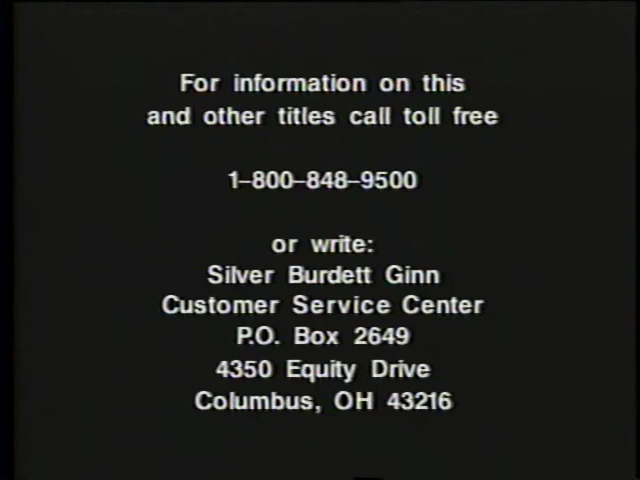 For information on this
and other titles call toll free
1–800–848–9500
or write:
Silver Burdett Ginn
Customer Service Center
P.O. Box 2649
4350 Equity Drive
Columbus, OH 43216